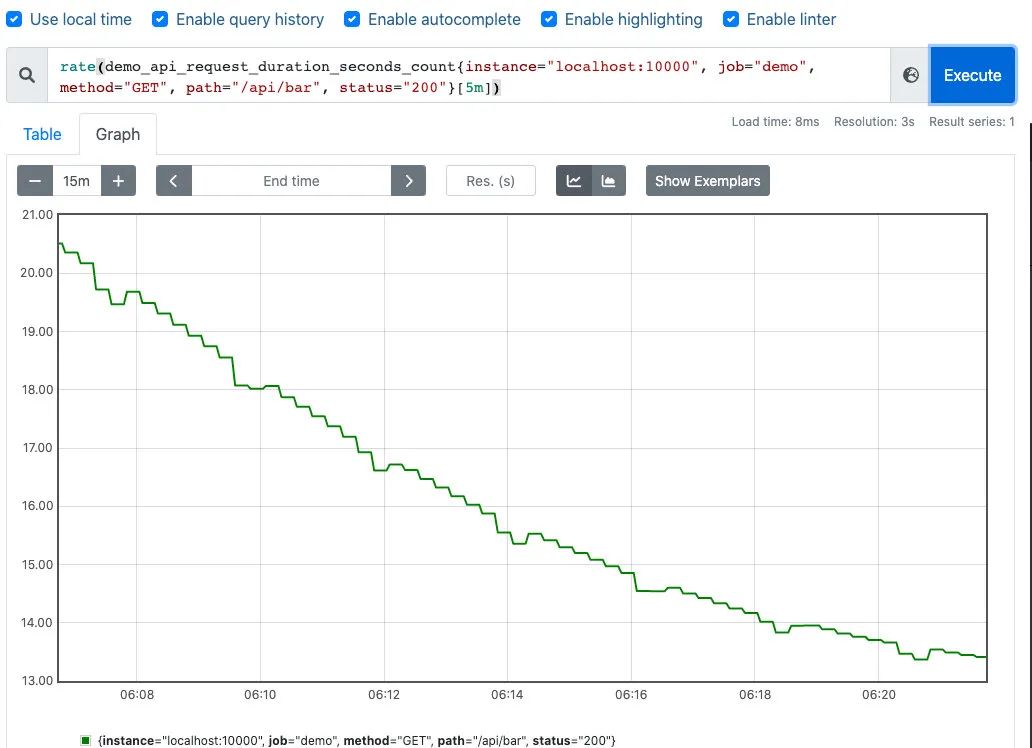 Use local time Enable query history Enable autocomplete Enable highlighting Enable linter
rate(demo_api_request_duration_seconds_count{instance="localhost:10000", job="demo",
method="GET", path="/api/bar", status="200"}[5m])
Execute
Load time: 8ms Resolution: 3s Result series: 1
Table Graph
15m End time Res. (s) Show Exemplars
21.00
20.00
19.00
18.00
17.00
16.00
15.00
14.00
13.00
06:08 06:10 06:12 06:14 06:16 06:18 06:20
{instance="localhost:10000", job="demo", method="GET", path="/api/bar", status="200"}